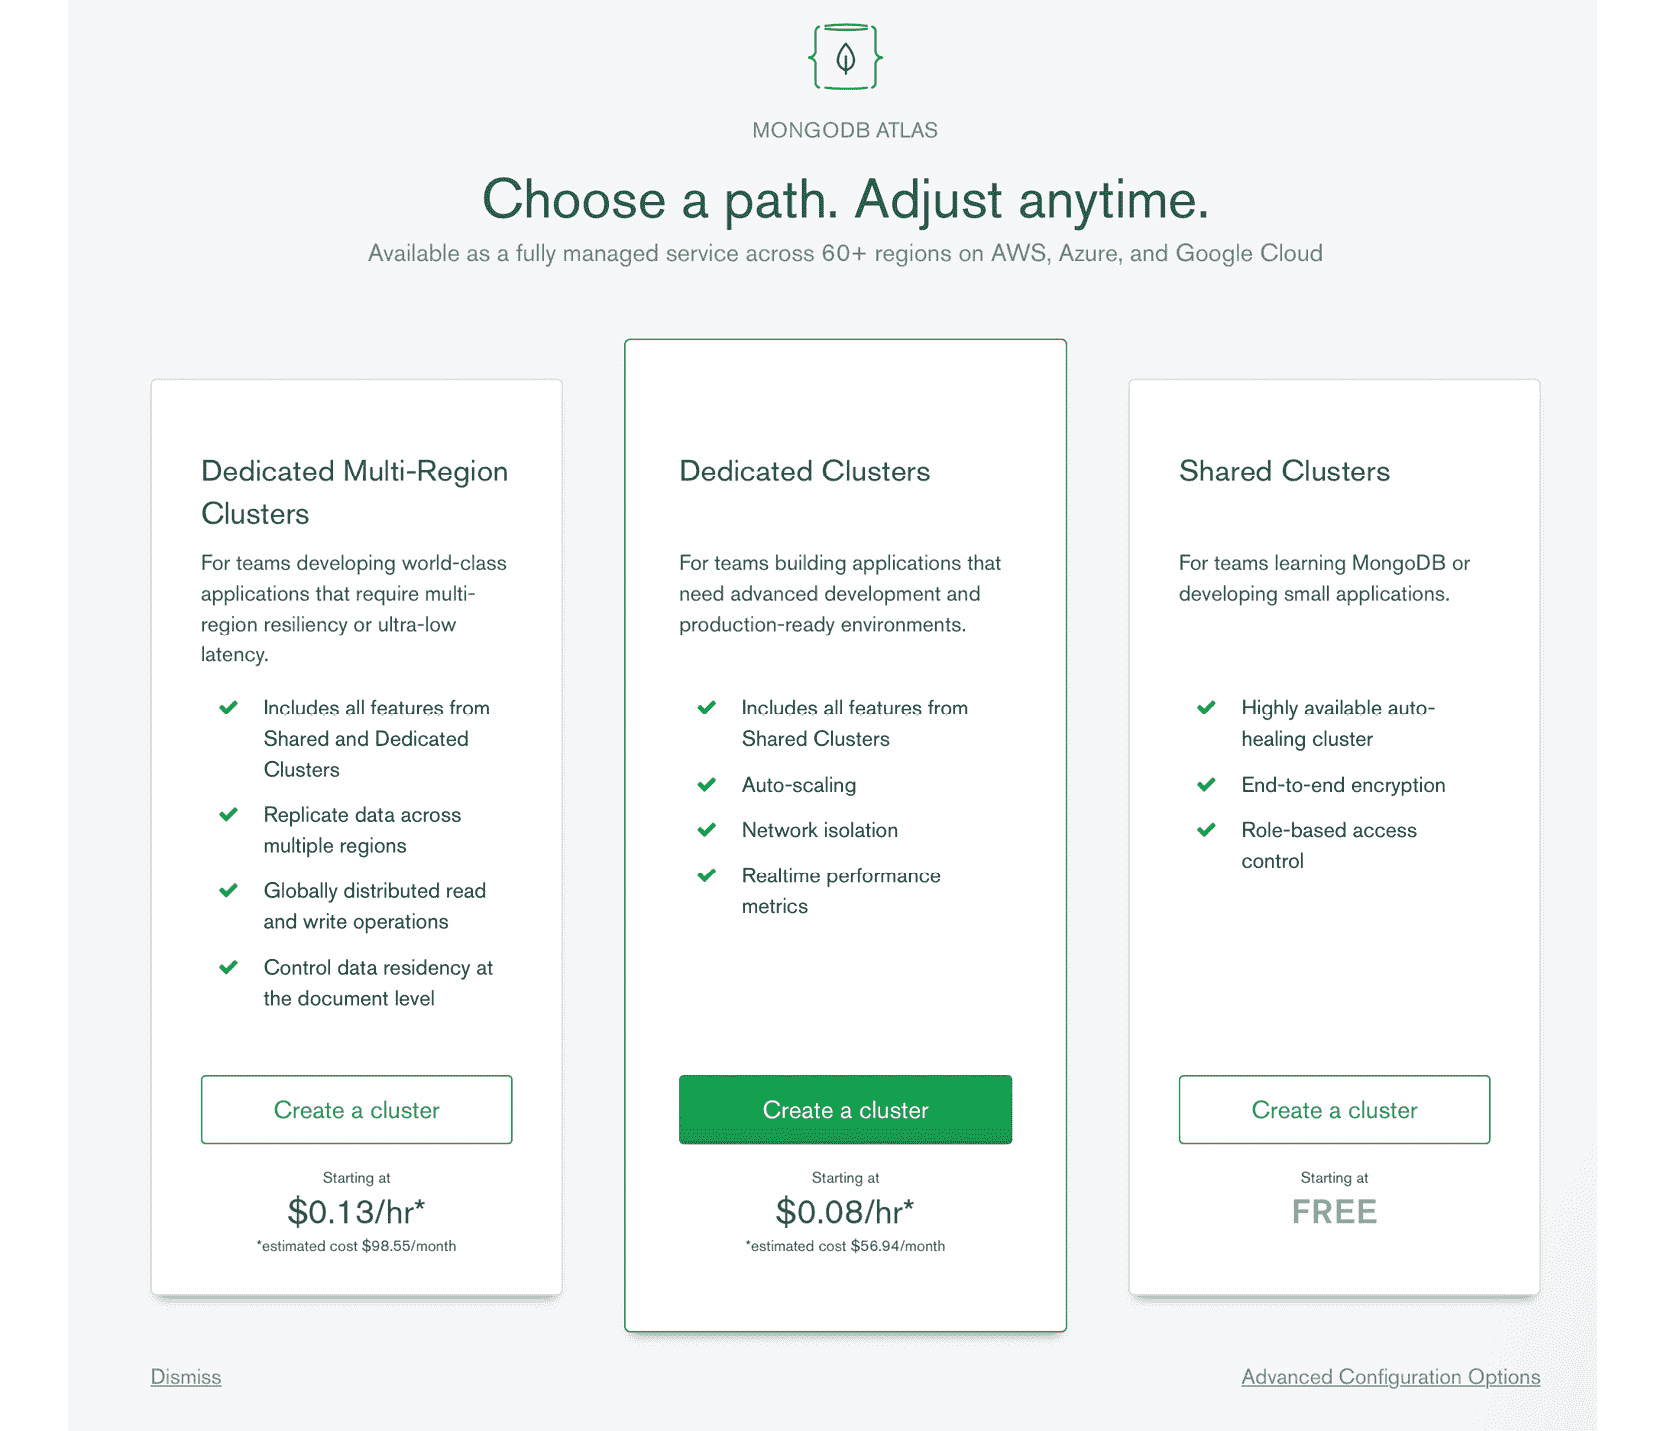 MONGODB ATLAS
Choose a path. Adjust anytime.
Available as a fully managed service across 60+ regions on AWS, Azure, and Google Cloud
Dedicated Multi-Region
Clusters
For teams developing world-class
applications that require multi-
region resiliency or ultra-low
latency.
Includes all features from
Shared and Dedicated
Clusters
Replicate data across
multiple regions
Globally distributed read
and write operations
Control data residency at
the document level
Create a cluster
Starting at
$0.13/hr*
*estimated cost $98.55/month
Dedicated Clusters
For teams building applications that
need advanced development and
production-ready environments.
Includes all features from
Shared Clusters
Auto-scaling
Network isolation
Realtime performance
metrics
Create a cluster
Starting at
$0.08/hr*
*estimated cost $56.94/month
Shared Clusters
For teams learning MongoDB or
developing small applications.
Highly available auto-
healing cluster
End-to-end encryption
Role-based access
control
Create a cluster
Starting at
FREE
Dismiss
Advanced Configuration Options